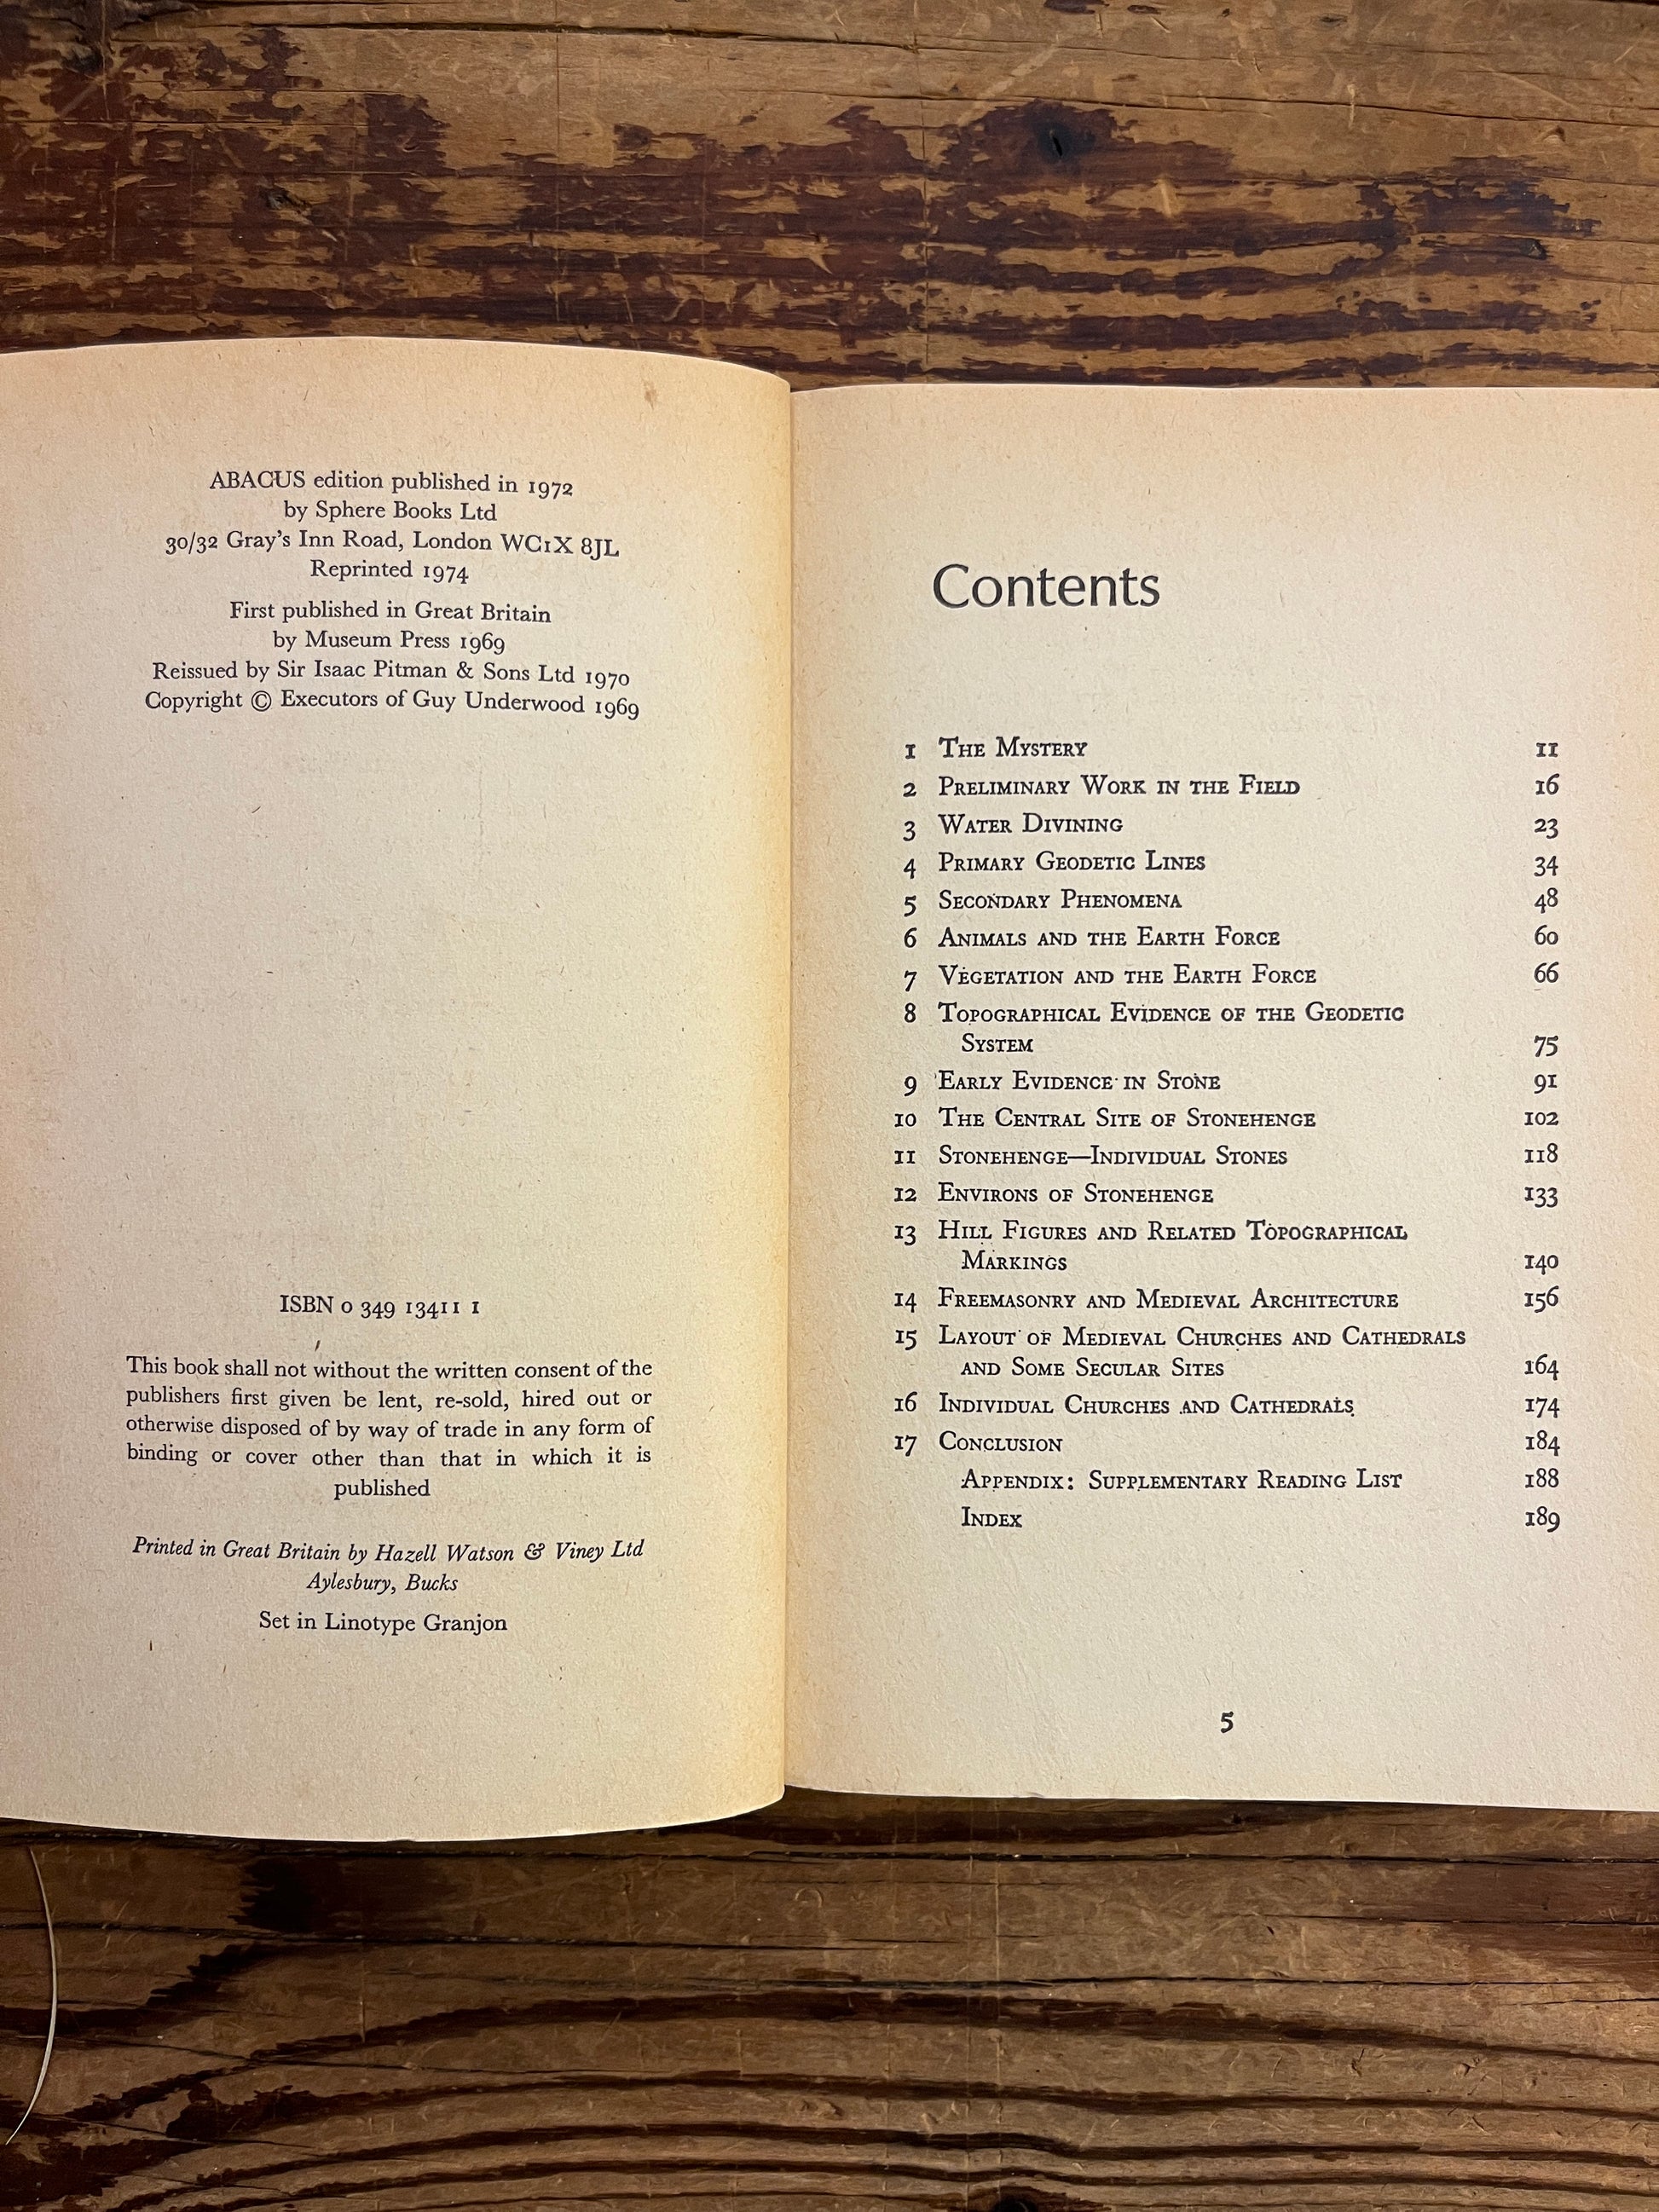 ABACUS edition published in 1972
by Sphere Books Ltd
30/32 Gray's Inn Road, London WC1X 8JL
Reprinted 1974
First published in Great Britain
by Museum Press 1969
Reissued by Sir Isaac Pitman & Sons Ltd 1970
Copyright © Executors of Guy Underwood 1969
ISBN 0 349 13411 1
This book shall not without the written consent of the
publishers first given be lent, re-sold, hired out or
otherwise disposed of by way of trade in any form of
binding or cover other than that in which it is
published
Printed in Great Britain by Hazell Watson & Viney Ltd
Aylesbury, Bucks
Set in Linotype Granjon
Contents
1 The Mystery 11
2 Preliminary Work in the Field 16
3 Water Divining 23
4 Primary Geodetic Lines 34
5 Secondary Phenomena 48
6 Animals and the Earth Force 60
7 Vegetation and the Earth Force 66
8 Topographical Evidence of the Geodetic
System 75
9 Early Evidence in Stone 91
10 The Central Site of Stonehenge 102
11 Stonehenge—Individual Stones 118
12 Environs of Stonehenge 133
13 Hill Figures and Related Topographical
Markings 140
14 Freemasonry and Medieval Architecture 156
15 Layout of Medieval Churches and Cathedrals
and Some Secular Sites 164
16 Individual Churches and Cathedrals 174
17 Conclusion 184
Appendix: Supplementary Reading List 188
Index 189
5